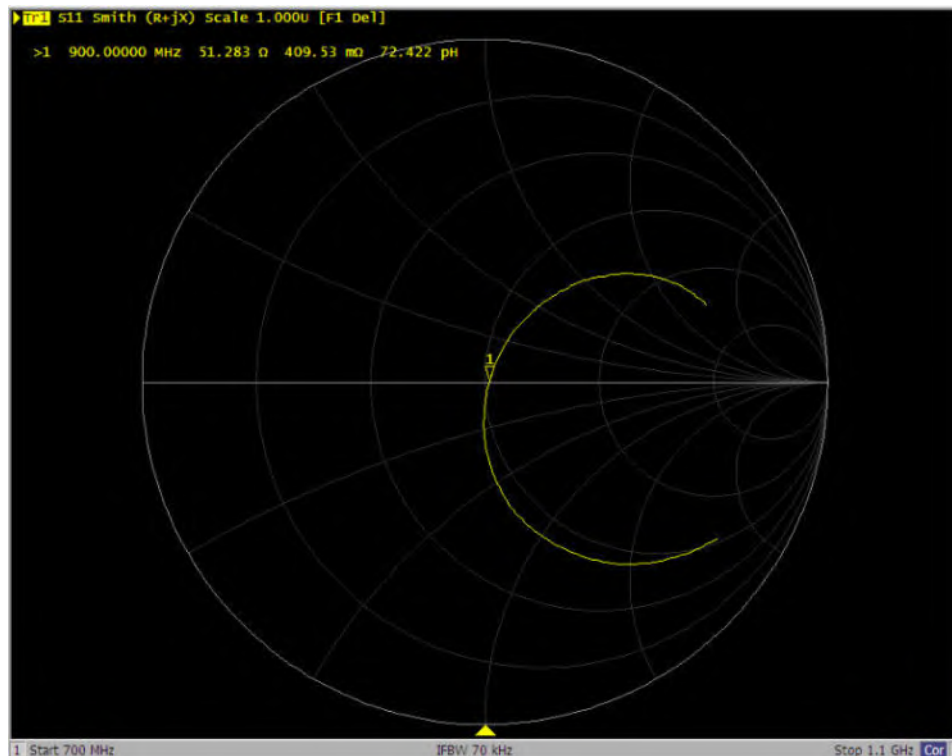 Tr1 S11 Smith (R+jX) Scale 1.000U [F1 Del]
>1 900.00000 MHz 51.283 Ω 409.53 mΩ 72.422 pH
1
1 Start 700 MHz IFBW 70 kHz Stop 1.1 GHz Cor